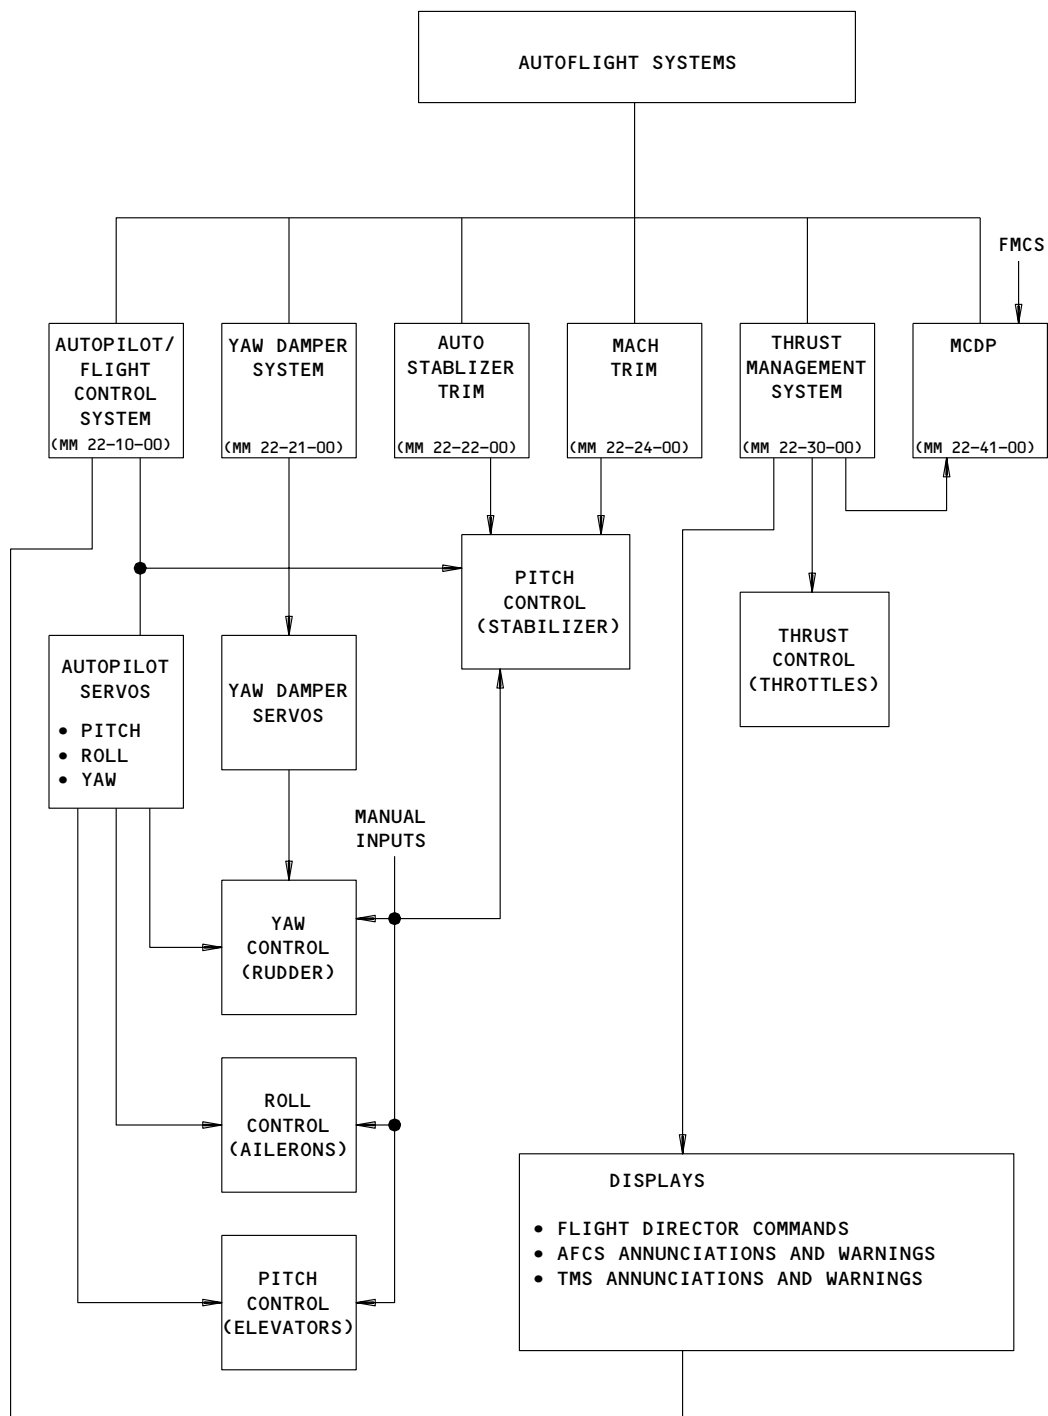 AUTOFLIGHT SYSTEMS
FMCS
AUTOPILOT/
FLIGHT
CONTROL
SYSTEM
(MM 22-10-00)
YAW DAMPER
SYSTEM
(MM 22-21-00)
AUTO
STABLIZER
TRIM
(MM 22-22-00)
MACH
TRIM
(MM 22-24-00)
THRUST
MANAGEMENT
SYSTEM
(MM 22-30-00)
MCDP
(MM 22-41-00)
PITCH
CONTROL
(STABILIZER)
THRUST
CONTROL
(THROTTLES)
AUTOPILOT
SERVOS
• PITCH
• ROLL
• YAW
YAW DAMPER
SERVOS
MANUAL
INPUTS
YAW
CONTROL
(RUDDER)
ROLL
CONTROL
(AILERONS)
PITCH
CONTROL
(ELEVATORS)
DISPLAYS
• FLIGHT DIRECTOR COMMANDS
• AFCS ANNUNCIATIONS AND WARNINGS
• TMS ANNUNCIATIONS AND WARNINGS